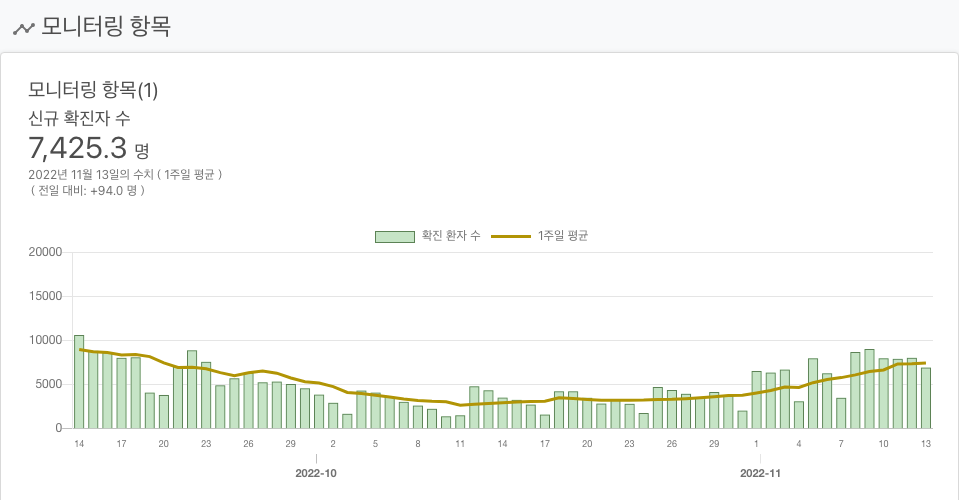 모니터링 항목
모니터링 항목(1)
신규 확진자 수
7,425.3 명
2022년 11월 13일의 수치 ( 1주일 평균 )
( 전일 대비: +94.0 명 )
확진 환자 수 1주일 평균
20000
15000
10000
5000
0
14 17 20 23 26 29 2 5 8 11 14 17 20 23 26 29 1 4 7 10 13
2022-10 2022-11